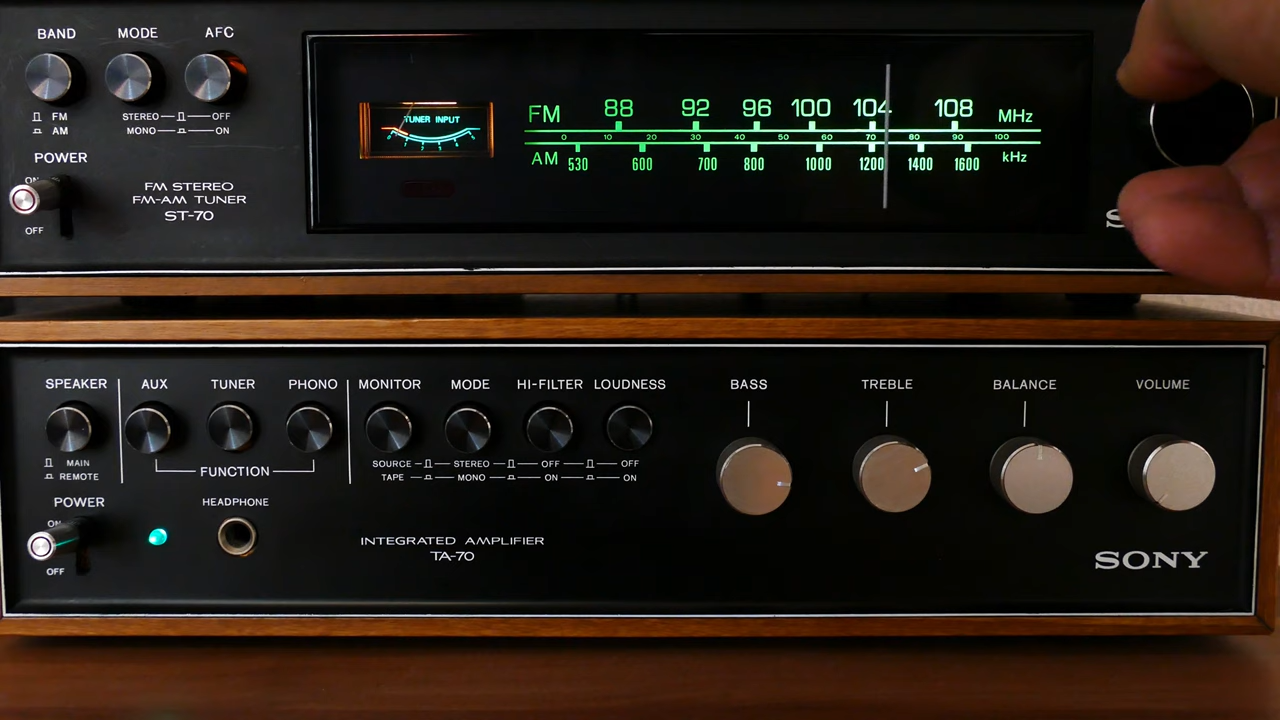 BAND MODE AFC
FM STEREO OFF
AM MONO ON
POWER
ON
OFF
FM STEREO
FM-AM TUNER
ST-70
TUNER INPUT
FM 88 92 96 100 104 108 MHz
0 10 20 30 40 50 60 70 80 90 100
AM 530 600 700 800 1000 1200 1400 1600 kHz
SPEAKER AUX TUNER PHONO MONITOR MODE HI-FILTER LOUDNESS BASS TREBLE BALANCE VOLUME
MAIN
REMOTE
FUNCTION
SOURCE STEREO OFF OFF
TAPE MONO ON ON
POWER
ON
OFF
HEADPHONE
INTEGRATED AMPLIFIER
TA-70
SONY